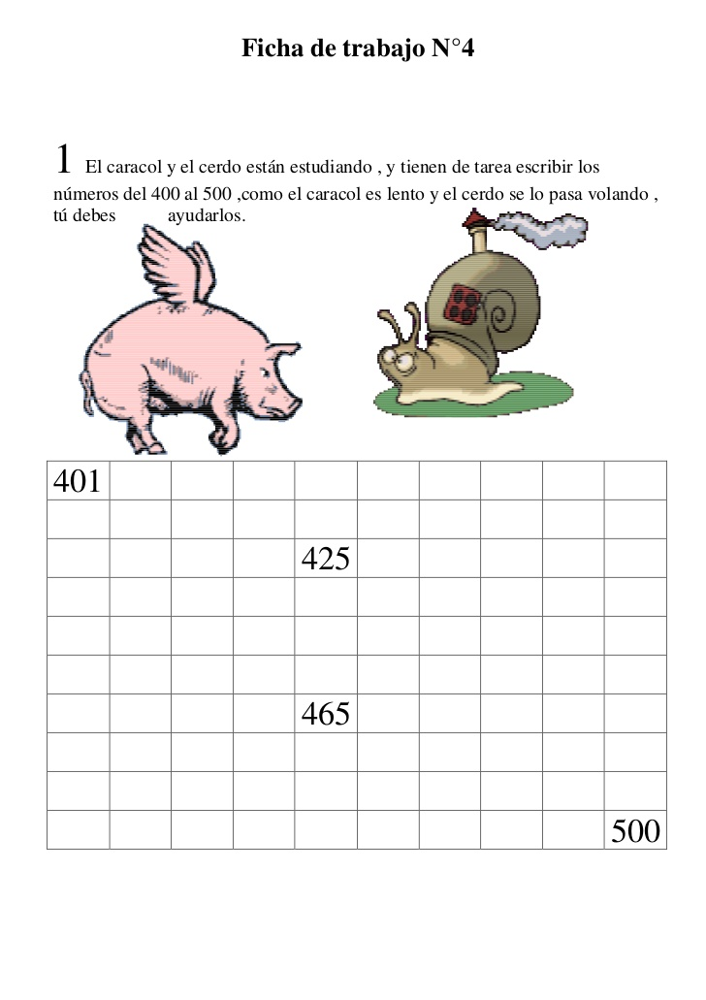 Ficha de trabajo N°4
1 El caracol y el cerdo están estudiando , y tienen de tarea escribir los
números del 400 al 500 ,como el caracol es lento y el cerdo se lo pasa volando ,
tú debes ayudarlos.
401
425
465
500